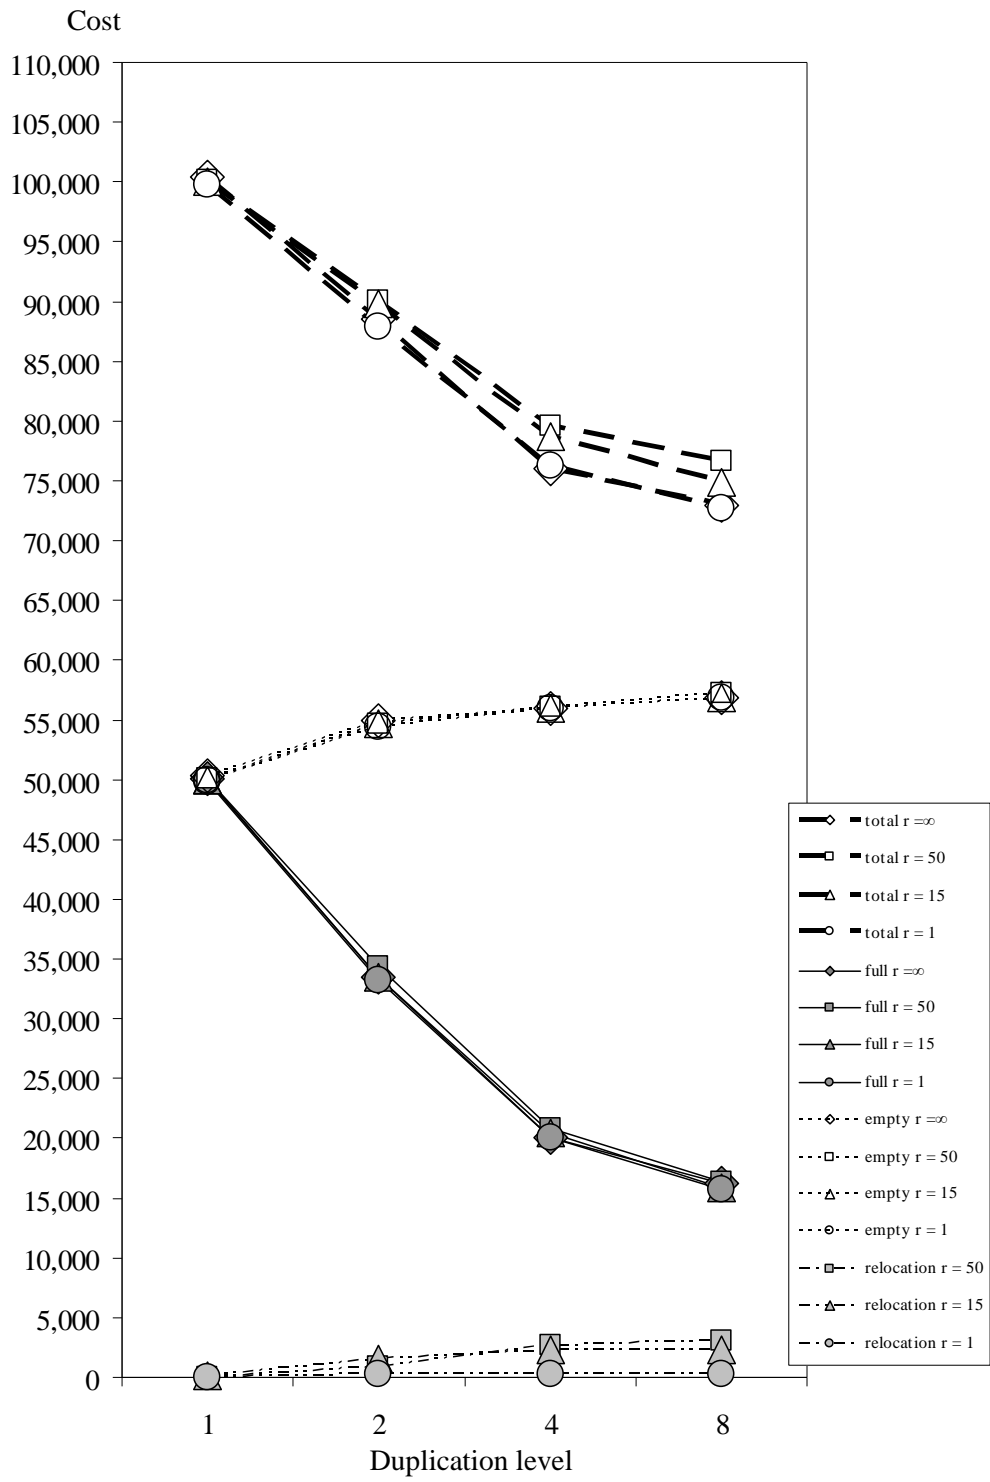 Cost
110,000
105,000
100,000
95,000
90,000
85,000
80,000
75,000
70,000
65,000
60,000
55,000
50,000
45,000
40,000
35,000
30,000
25,000
20,000
15,000
10,000
5,000
0
1 2 4 8
Duplication level
total r =∞
total r = 50
total r = 15
total r = 1
full r =∞
full r = 50
full r = 15
full r = 1
empty r =∞
empty r = 50
empty r = 15
empty r = 1
relocation r = 50
relocation r = 15
relocation r = 1